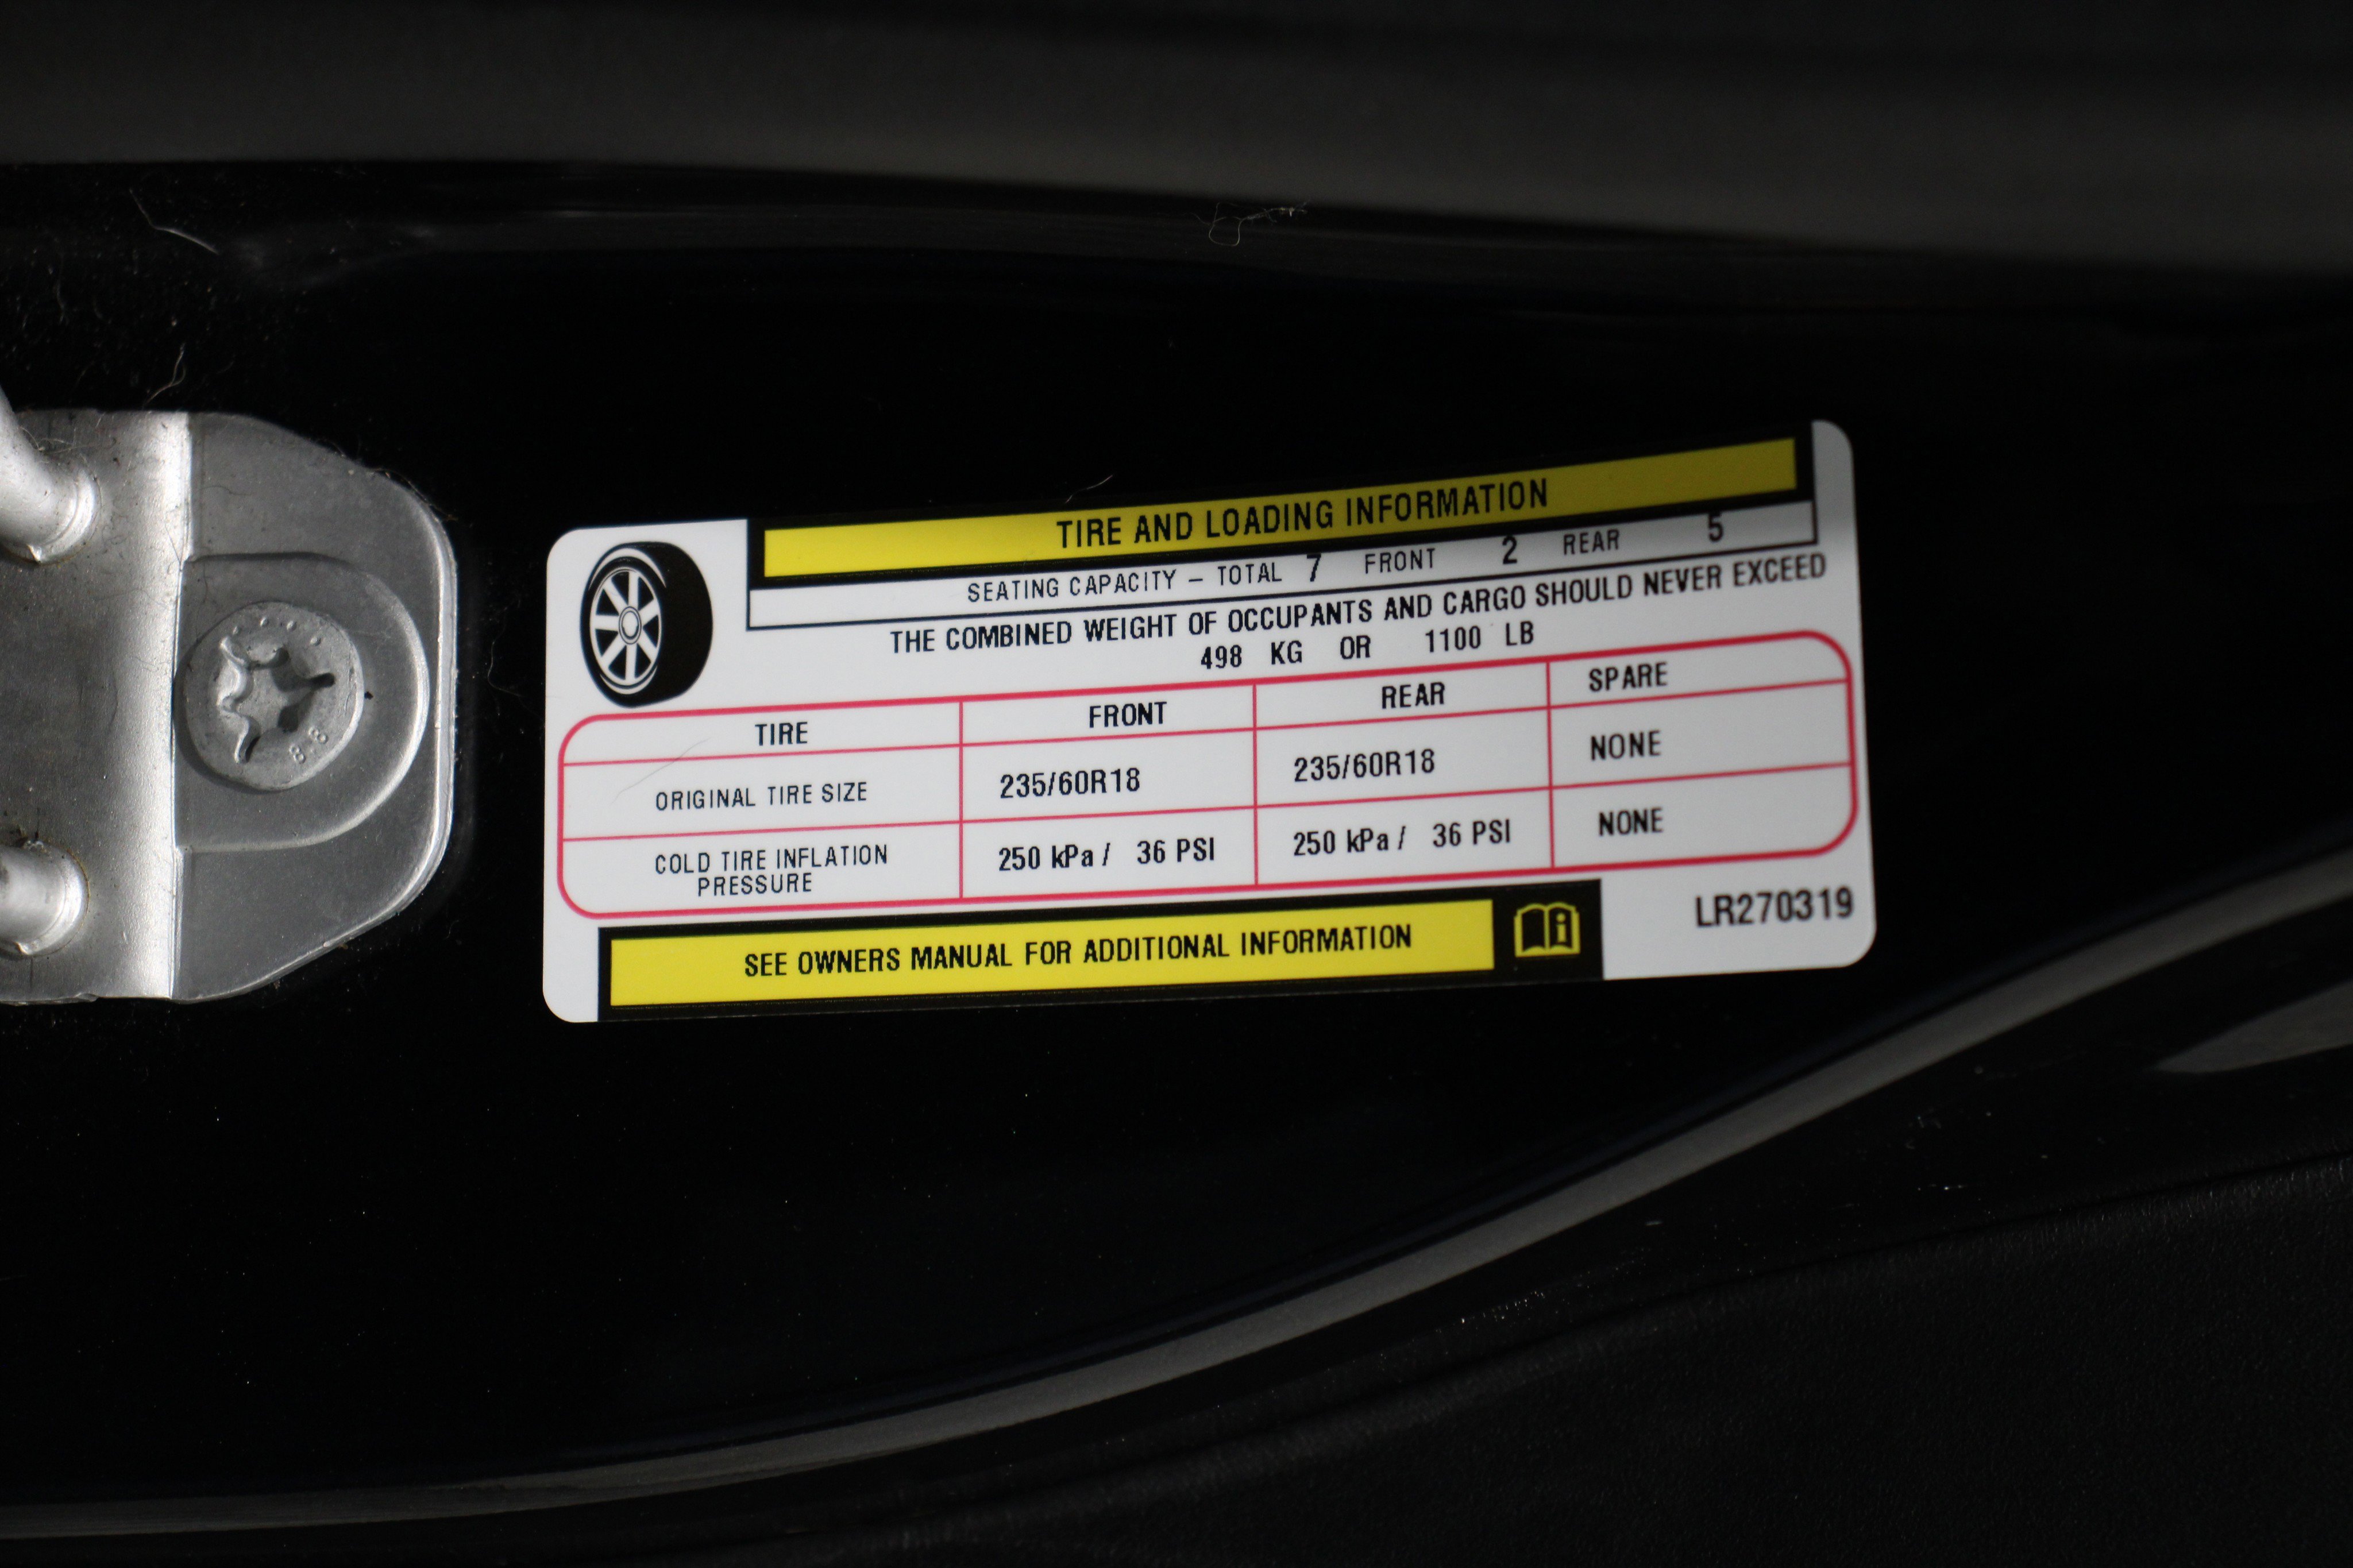 TIRE AND LOADING INFORMATION
SEATING CAPACITY – TOTAL 7 FRONT 2 REAR 5
THE COMBINED WEIGHT OF OCCUPANTS AND CARGO SHOULD NEVER EXCEED
498 KG OR 1100 LB
TIRE FRONT REAR SPARE
ORIGINAL TIRE SIZE 235/60R18 235/60R18 NONE
COLD TIRE INFLATION PRESSURE 250 kPa / 36 PSI 250 kPa / 36 PSI NONE
SEE OWNERS MANUAL FOR ADDITIONAL INFORMATION
LR270319
8.8